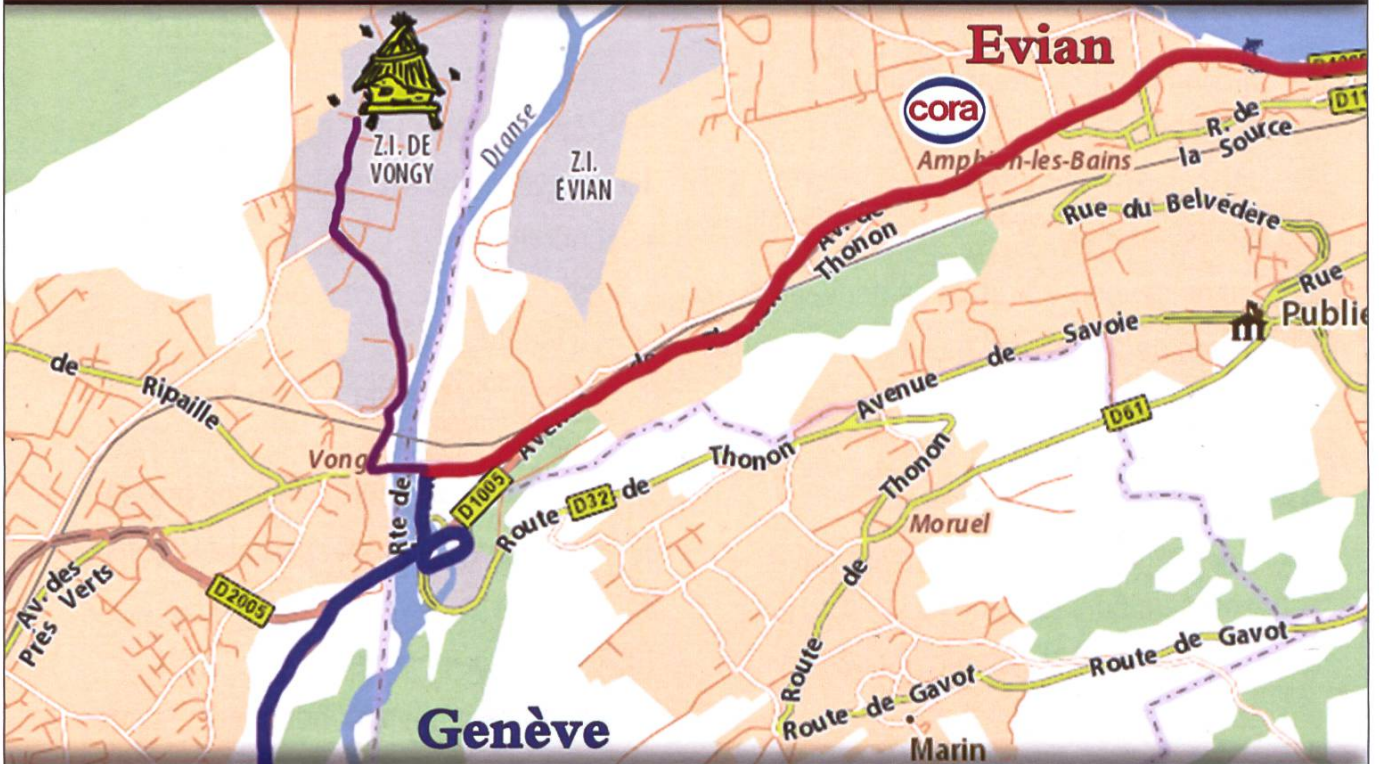 Evian
cora
D11
R. de
la Source
Dranse
Z.I. DE
VONGY
Z.I.
ÉVIAN
Amphion-les-Bains
Rue du Belvédère
Av. de
Thonon
Rue
Publie
de Savoie
Avenue
de Ripaille
D61
de
Thonon
Vong
Thonon
D1005
Rte de
Route D32 de
Moruel
de
Av. des
Prés Verts
D2005
Route
Route de Gavot
Route de Gavot
Genève
Marin